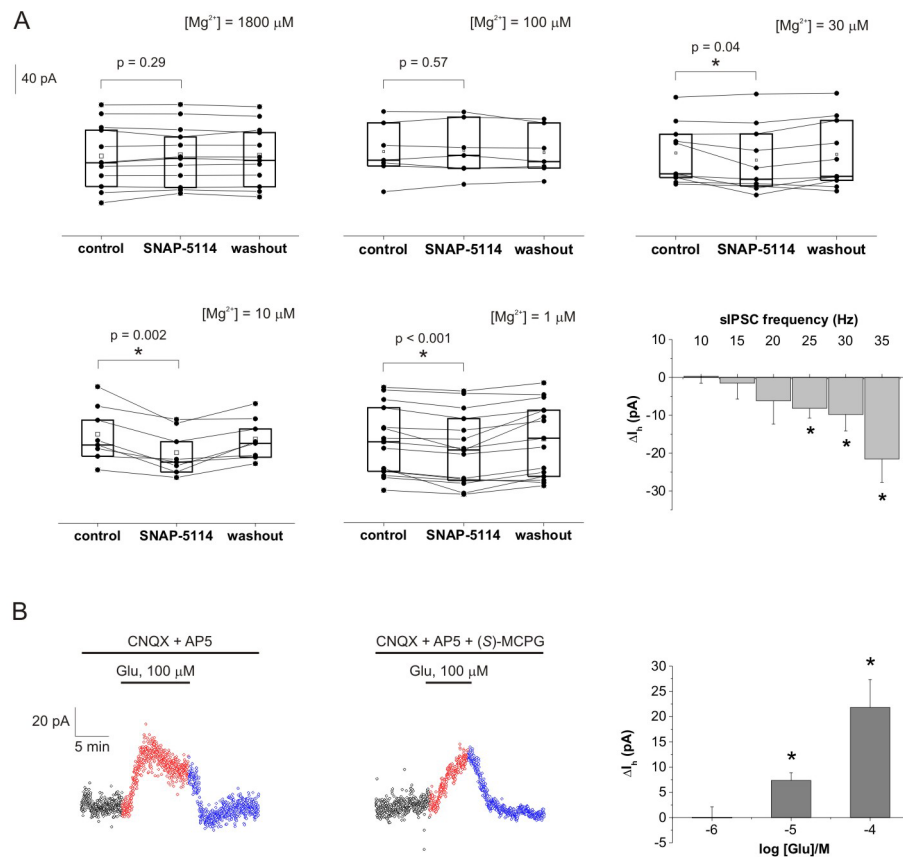 A
[Mg²⁺] = 1800 µM
[Mg²⁺] = 100 µM
[Mg²⁺] = 30 µM
40 pA
p = 0.29
p = 0.57
p = 0.04
*
control SNAP-5114 washout
control SNAP-5114 washout
control SNAP-5114 washout
[Mg²⁺] = 10 µM
[Mg²⁺] = 1 µM
p = 0.002
*
p < 0.001
*
control SNAP-5114 washout
control SNAP-5114 washout
sIPSC frequency (Hz)
10 15 20 25 30 35
10
0
-10
-20
-30
ΔIₕ (pA)
* * *
B
CNQX + AP5
Glu, 100 µM
20 pA
5 min
CNQX + AP5 + (S)-MCPG
Glu, 100 µM
30
25
20
15
10
5
0
-5
ΔIₕ (pA)
* *
-6 -5 -4
log [Glu]/M